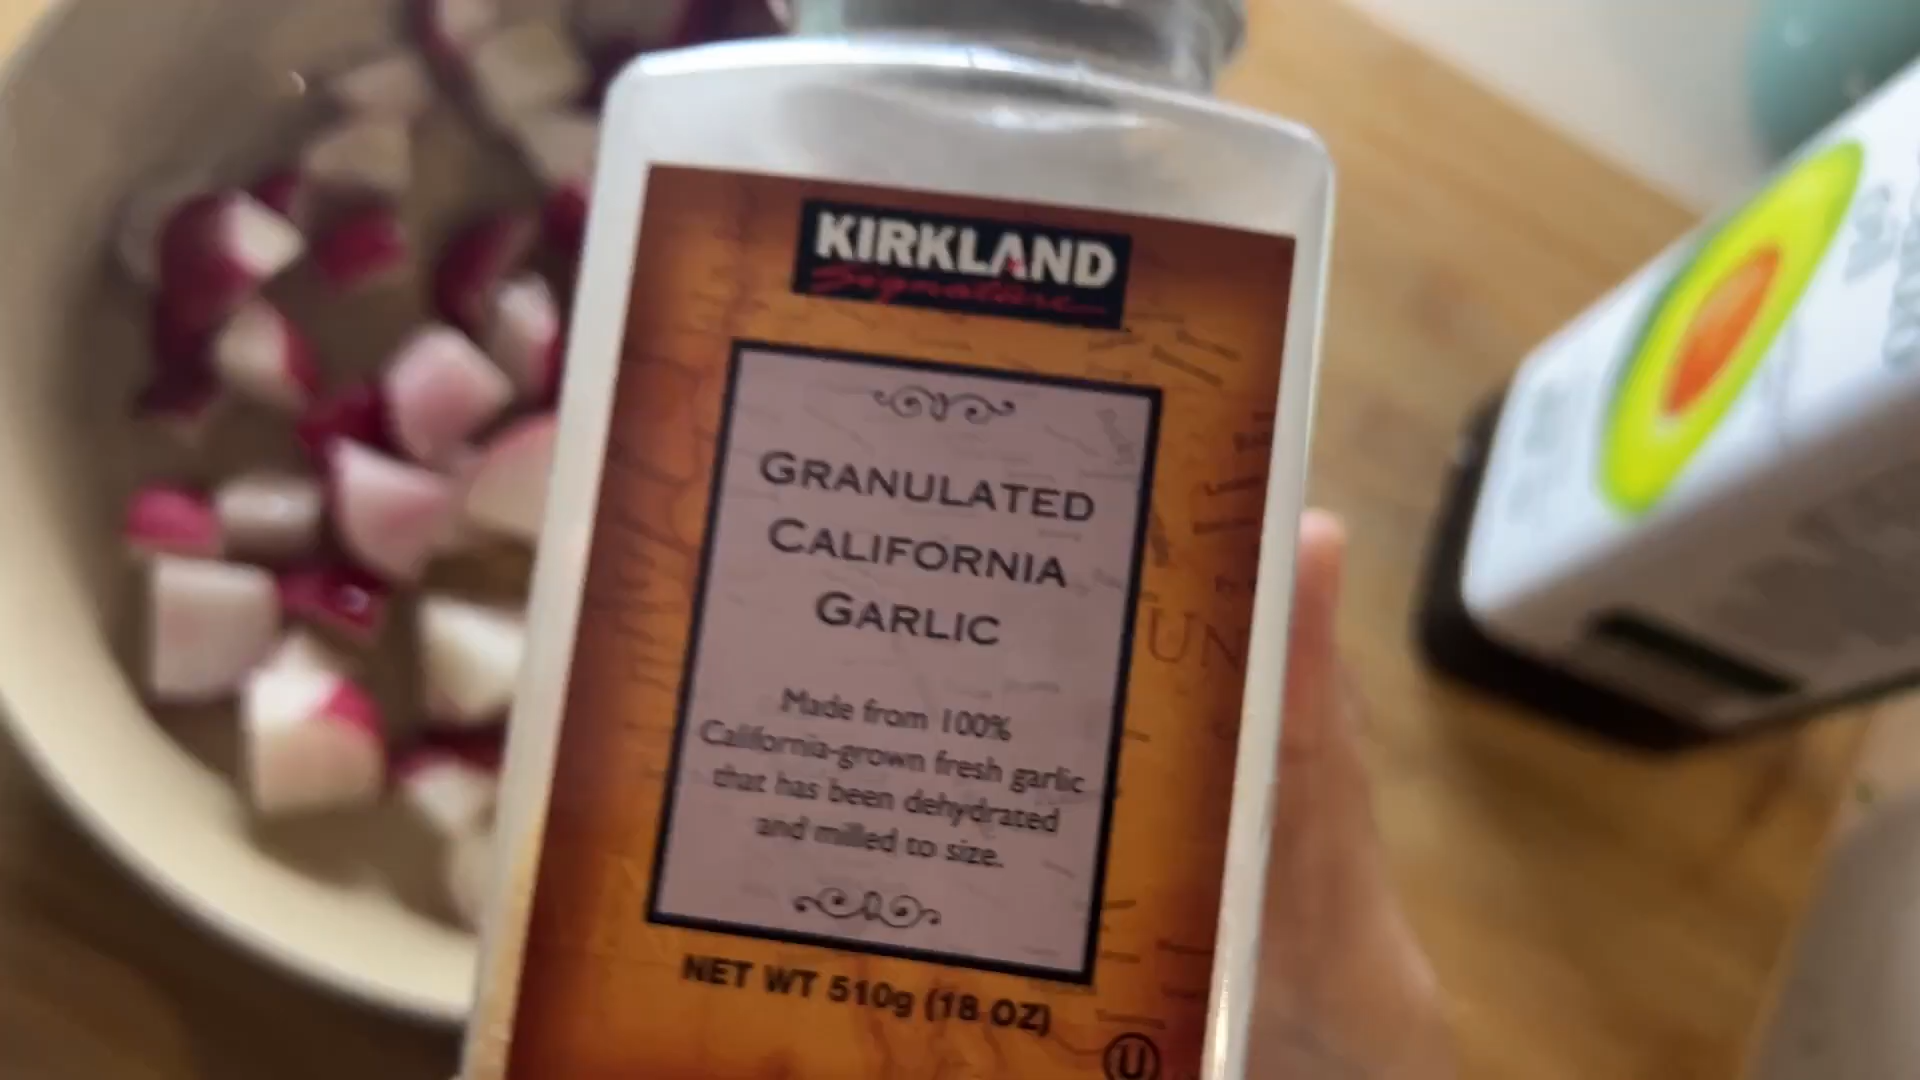 KIRKLAND
Signature
GRANULATED
CALIFORNIA
GARLIC
Made from 100%
California-grown fresh garlic
that has been dehydrated
and milled to size.
NET WT 510g (18 OZ)
U
UN